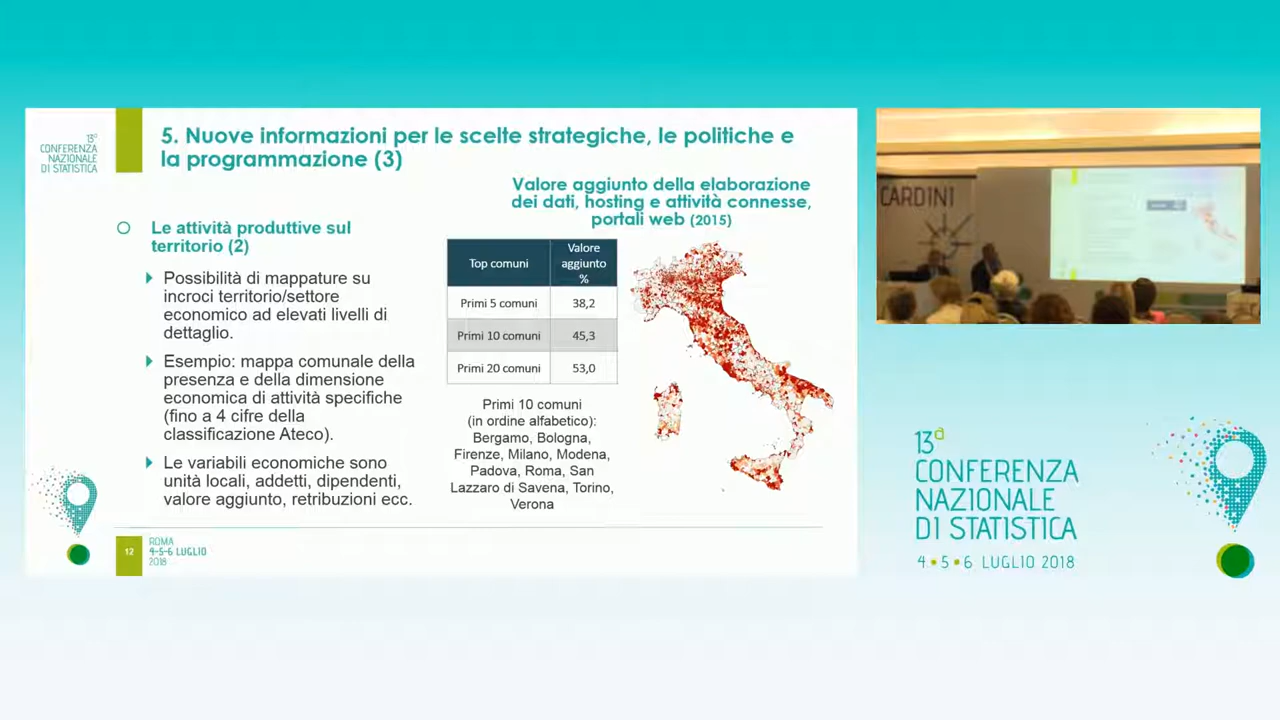 13ª
CONFERENZA
NAZIONALE
DI STATISTICA
5. Nuove informazioni per le scelte strategiche, le politiche e
la programmazione (3)
Le attività produttive sul
territorio (2)
Possibilità di mappature su
incroci territorio/settore
economico ad elevati livelli di
dettaglio.
Esempio: mappa comunale della
presenza e della dimensione
economica di attività specifiche
(fino a 4 cifre della
classificazione Ateco).
Le variabili economiche sono
unità locali, addetti, dipendenti,
valore aggiunto, retribuzioni ecc.
Valore aggiunto della elaborazione
dei dati, hosting e attività connesse,
portali web (2015)
Top comuni
Valore
aggiunto
%
Primi 5 comuni 38,2
Primi 10 comuni 45,3
Primi 20 comuni 53,0
Primi 10 comuni
(in ordine alfabetico):
Bergamo, Bologna,
Firenze, Milano, Modena,
Padova, Roma, San
Lazzaro di Savena, Torino,
Verona
12
ROMA
4-5-6 LUGLIO
2018
CARDINI
13ª
CONFERENZA
NAZIONALE
DI STATISTICA
4 • 5 • 6 LUGLIO 2018